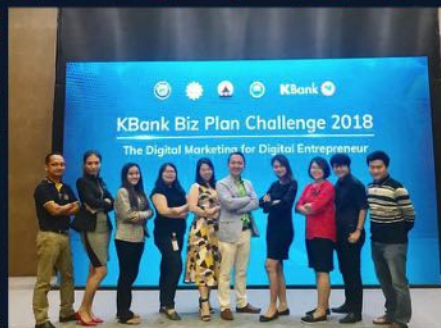 KBank
KBank Biz Plan Challenge 2018
The Digital Marketing for Digital Entrepreneur